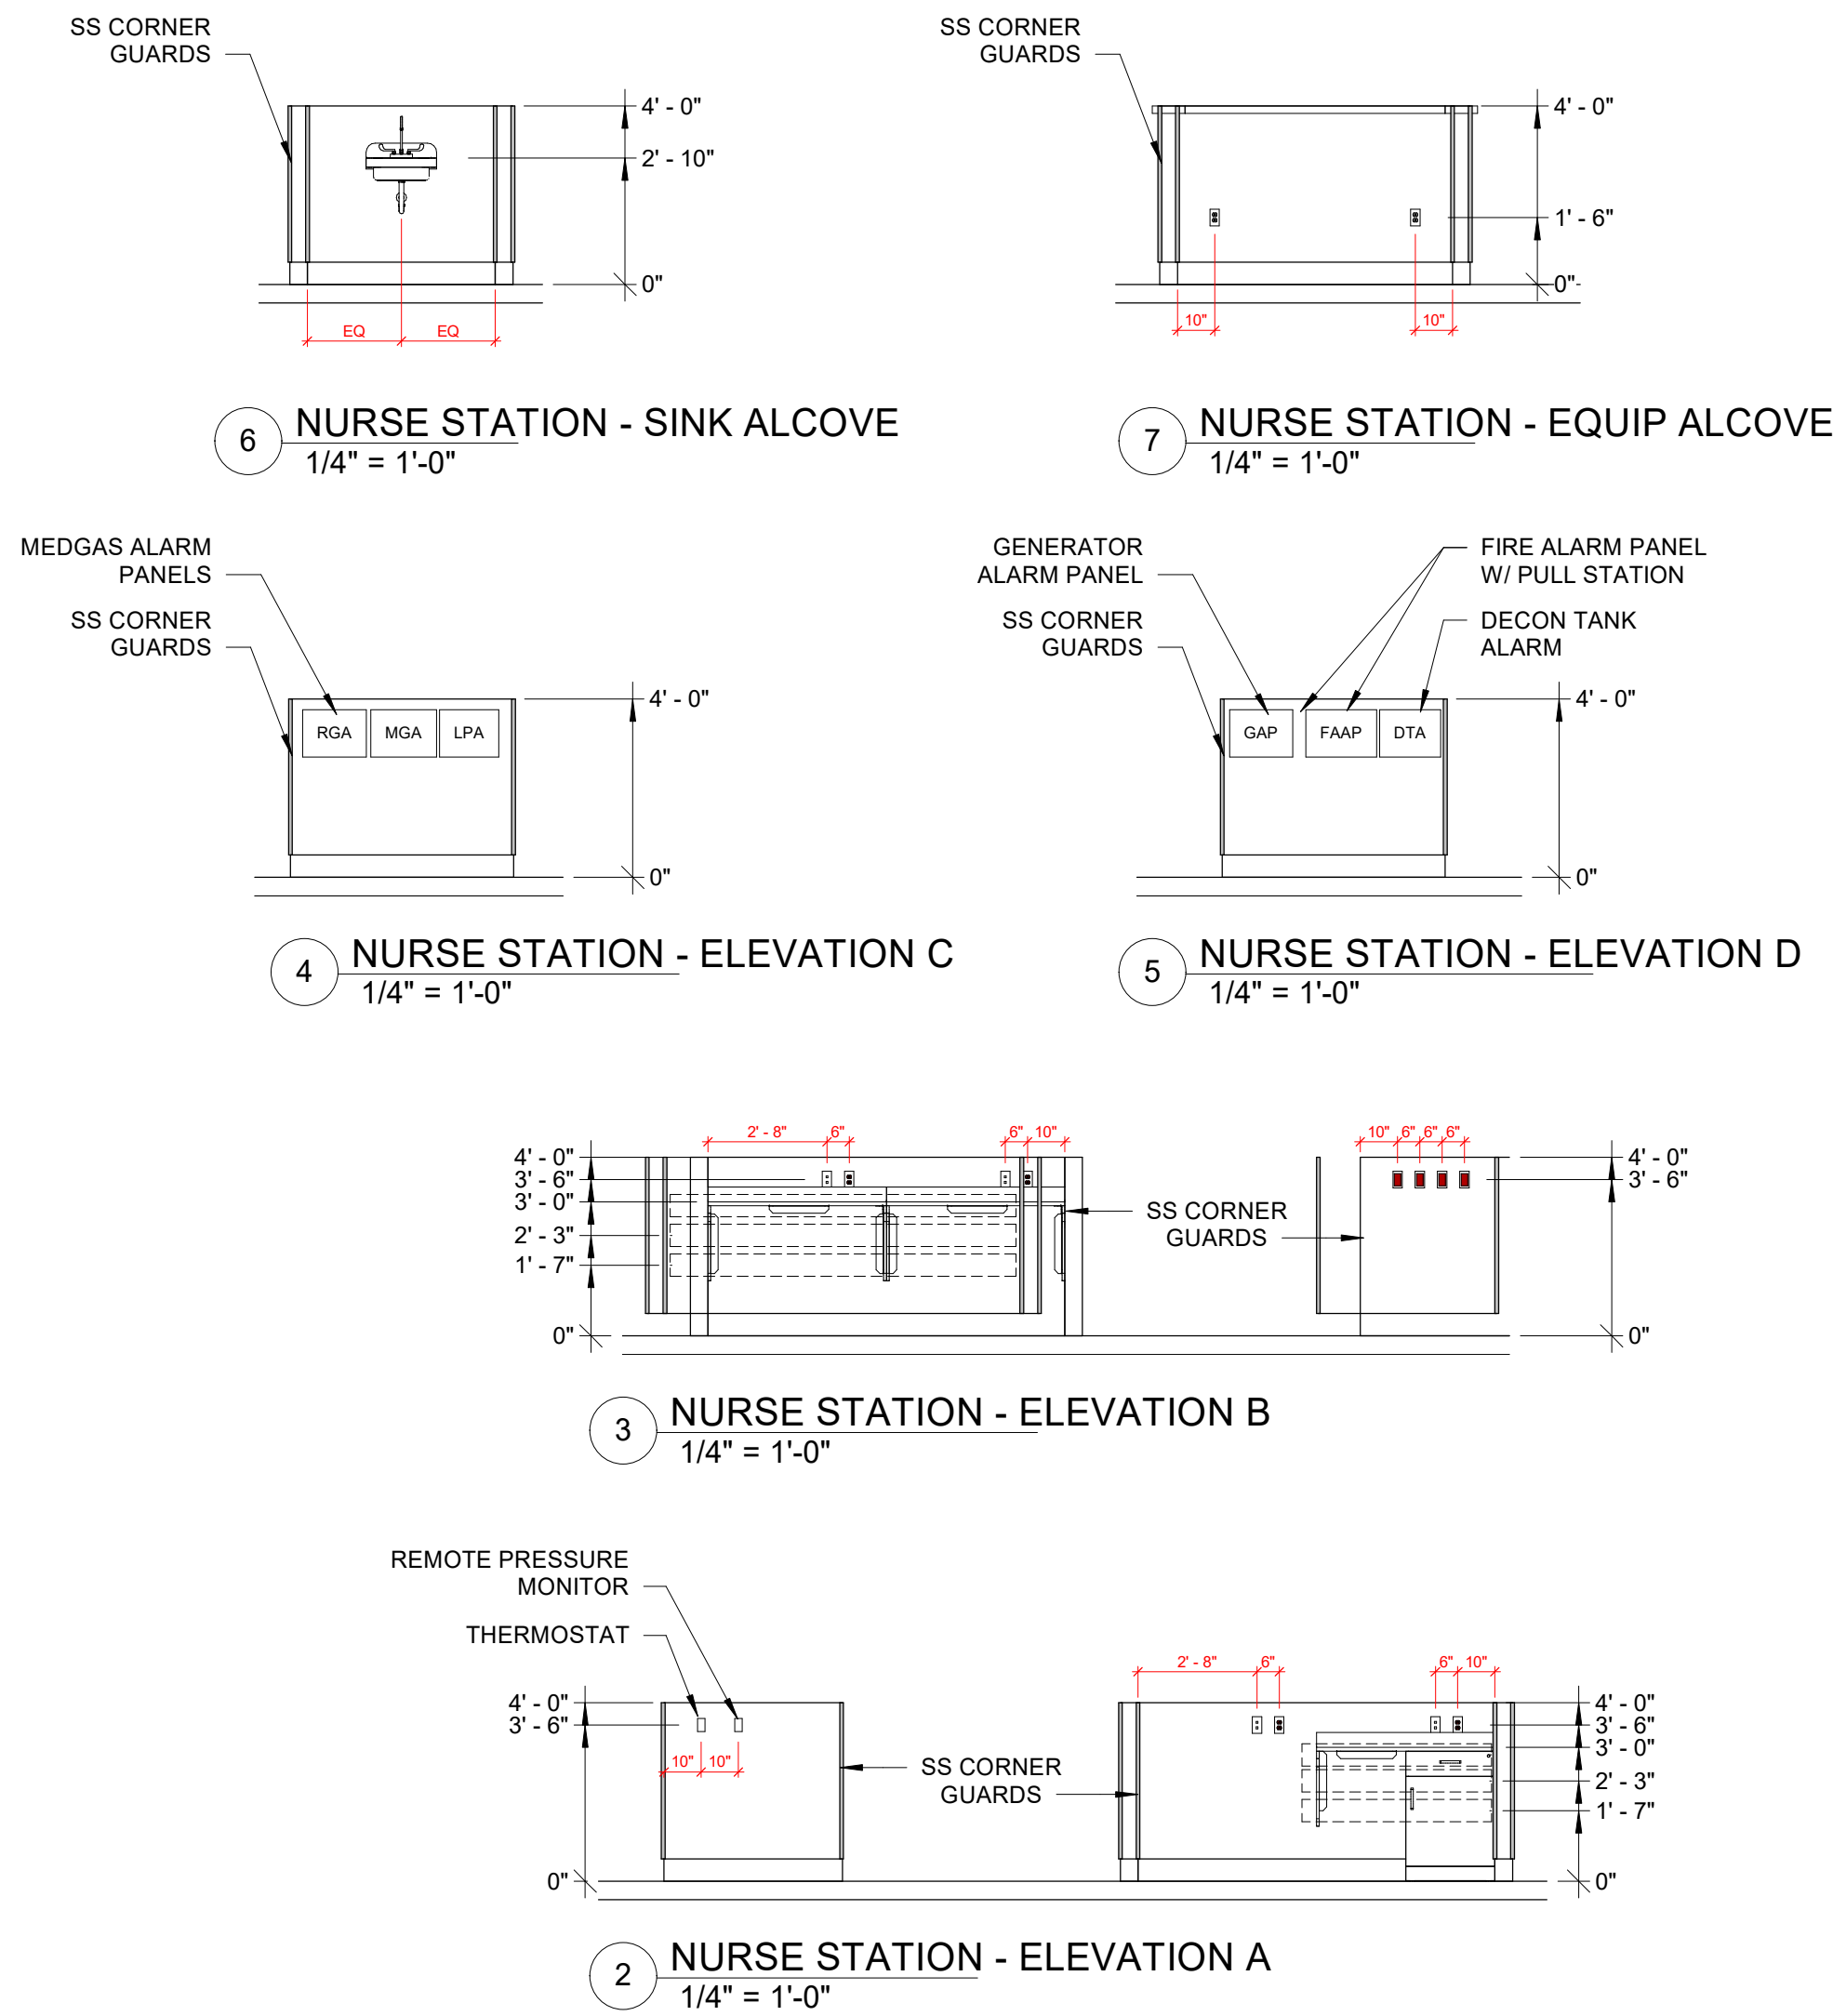 SS CORNER
GUARDS
4' - 0"
2' - 10"
0"
EQ
EQ
6
NURSE STATION - SINK ALCOVE
1/4" = 1'-0"
SS CORNER
GUARDS
4' - 0"
1' - 6"
0"
10"
10"
7
NURSE STATION - EQUIP ALCOVE
1/4" = 1'-0"
MEDGAS ALARM
PANELS
SS CORNER
GUARDS
4' - 0"
RGA
MGA
LPA
0"
4
NURSE STATION - ELEVATION C
1/4" = 1'-0"
GENERATOR
ALARM PANEL
SS CORNER
GUARDS
FIRE ALARM PANEL
W/ PULL STATION
DECON TANK
ALARM
4' - 0"
GAP
FAAP
DTA
0"
5
NURSE STATION - ELEVATION D
1/4" = 1'-0"
2' - 8"
6"
6"
10"
4' - 0"
3' - 6"
3' - 0"
2' - 3"
1' - 7"
0"
SS CORNER
GUARDS
10"
6"
6"
6"
4' - 0"
3' - 6"
0"
3
NURSE STATION - ELEVATION B
1/4" = 1'-0"
REMOTE PRESSURE
MONITOR
THERMOSTAT
4' - 0"
3' - 6"
10"
10"
0"
SS CORNER
GUARDS
2' - 8"
6"
6"
10"
4' - 0"
3' - 6"
3' - 0"
2' - 3"
1' - 7"
0"
2
NURSE STATION - ELEVATION A
1/4" = 1'-0"